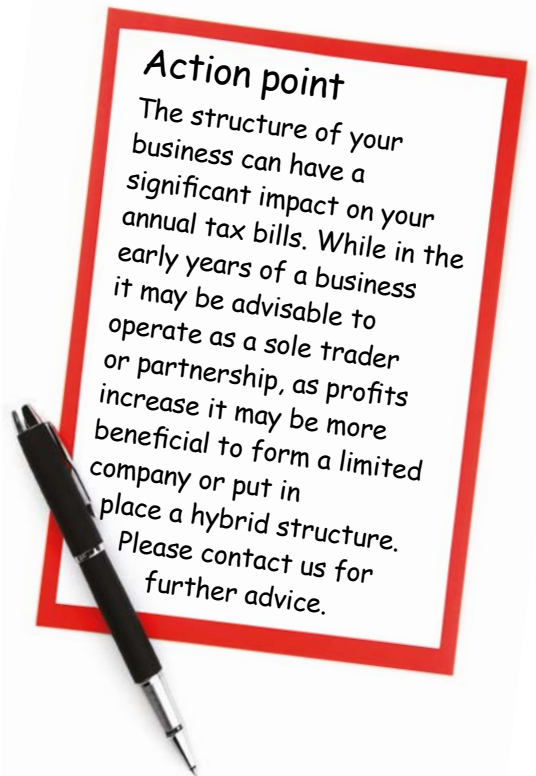 Action point
The structure of your
business can have a
significant impact on your
annual tax bills. While in the
early years of a business
it may be advisable to
operate as a sole trader
or partnership, as profits
increase it may be more
beneficial to form a limited
company or put in
place a hybrid structure.
Please contact us for
further advice.